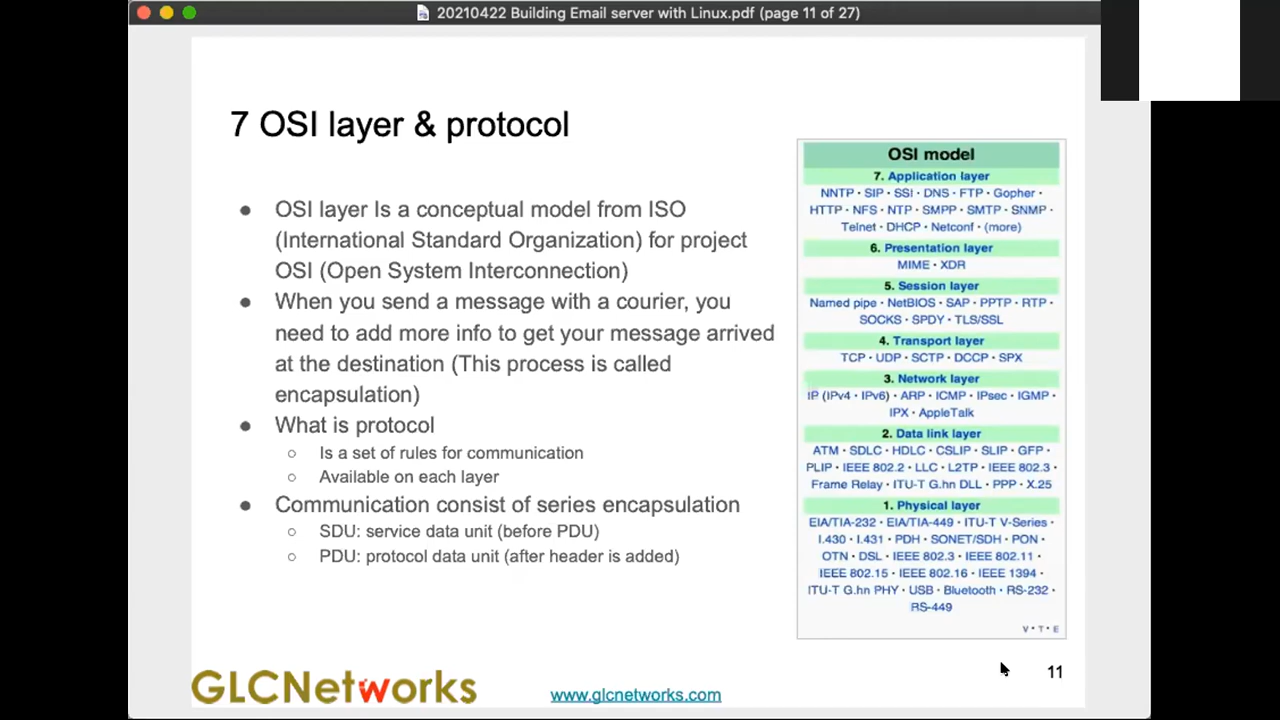 20210422 Building Email server with Linux.pdf (page 11 of 27)
7 OSI layer & protocol
● OSI layer Is a conceptual model from ISO
(International Standard Organization) for project
OSI (Open System Interconnection)
● When you send a message with a courier, you
need to add more info to get your message arrived
at the destination (This process is called
encapsulation)
● What is protocol
○ Is a set of rules for communication
○ Available on each layer
● Communication consist of series encapsulation
○ SDU: service data unit (before PDU)
○ PDU: protocol data unit (after header is added)
OSI model
7. Application layer
NNTP · SIP · SSI · DNS · FTP · Gopher ·
HTTP · NFS · NTP · SMPP · SMTP · SNMP ·
Telnet · DHCP · Netconf · (more)
6. Presentation layer
MIME · XDR
5. Session layer
Named pipe · NetBIOS · SAP · PPTP · RTP ·
SOCKS · SPDY · TLS/SSL
4. Transport layer
TCP · UDP · SCTP · DCCP · SPX
3. Network layer
IP (IPv4 · IPv6) · ARP · ICMP · IPsec · IGMP ·
IPX · AppleTalk
2. Data link layer
ATM · SDLC · HDLC · CSLIP · SLIP · GFP ·
PLIP · IEEE 802.2 · LLC · L2TP · IEEE 802.3 ·
Frame Relay · ITU-T G.hn DLL · PPP · X.25
1. Physical layer
EIA/TIA-232 · EIA/TIA-449 · ITU-T V-Series ·
I.430 · I.431 · PDH · SONET/SDH · PON ·
OTN · DSL · IEEE 802.3 · IEEE 802.11 ·
IEEE 802.15 · IEEE 802.16 · IEEE 1394 ·
ITU-T G.hn PHY · USB · Bluetooth · RS-232 ·
RS-449
V · T · E
GLCNetworks
www.glcnetworks.com
11